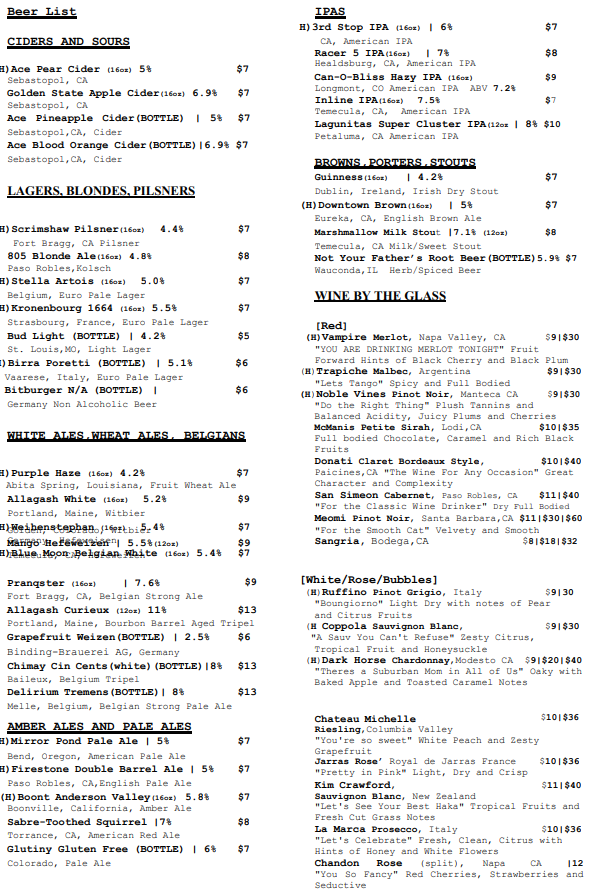 Beer List
CIDERS AND SOURS
H)Ace Pear Cider (16oz) 5% $7
Sebastopol, CA
Golden State Apple Cider(16oz) 6.9% $7
Sebastopol, CA
Ace Pineapple Cider(BOTTLE) | 5% $7
Sebastopol,CA, Cider
Ace Blood Orange Cider(BOTTLE)|6.9% $7
Sebastopol,CA, Cider
LAGERS, BLONDES, PILSNERS
H)Scrimshaw Pilsner(16oz) 4.4% $7
Fort Bragg, CA Pilsner
805 Blonde Ale(16oz) 4.8% $8
Paso Robles,Kolsch
H)Stella Artois (16oz) 5.0% $7
Belgium, Euro Pale Lager
H)Kronenbourg 1664 (16oz) 5.5% $7
Strasbourg, France, Euro Pale Lager
Bud Light (BOTTLE) | 4.2% $5
St. Louis,MO, Light Lager
)Birra Poretti (BOTTLE) | 5.1% $6
Vaarese, Italy, Euro Pale Lager
Bitburger N/A (BOTTLE) | $6
Germany Non Alcoholic Beer
WHITE ALES,WHEAT ALES, BELGIANS
H)Purple Haze (16oz) 4.2% $7
Abita Spring, Louisiana, Fruit Wheat Ale
Allagash White (16oz) 5.2% $9
Portland, Maine, Witbier
H)Weihenstephan (16oz) 5.4% $7
Mango Hefeweizen | 5.5%(12oz) $9
H)Blue Moon Belgian White (16oz) 5.4% $7
Pranqster (16oz) | 7.6% $9
Fort Bragg, CA, Belgian Strong Ale
Allagash Curieux (12oz) 11% $13
Portland, Maine, Bourbon Barrel Aged Tripel
Grapefruit Weizen(BOTTLE) | 2.5% $6
Binding-Brauerei AG, Germany
Chimay Cin Cents(white)(BOTTLE)|8% $13
Baileux, Belgium Tripel
Delirium Tremens(BOTTLE)| 8% $13
Melle, Belgium, Belgian Strong Pale Ale
AMBER ALES AND PALE ALES
H)Mirror Pond Pale Ale | 5% $7
Bend, Oregon, American Pale Ale
H)Firestone Double Barrel Ale | 5% $7
Paso Robles, CA,English Pale Ale
(H)Boont Anderson Valley(16oz) 5.8% $7
Boonville, California, Amber Ale
Sabre-Toothed Squirrel |7% $8
Torrance, CA, American Red Ale
Glutiny Gluten Free (BOTTLE) | 6% $7
Colorado, Pale Ale
IPAS
H)3rd Stop IPA (16oz) | 6% $7
CA, American IPA
Racer 5 IPA(16oz) | 7% $8
Healdsburg, CA, American IPA
Can-O-Bliss Hazy IPA (16oz) $9
Longmont, CO American IPA ABV 7.2%
Inline IPA(16oz) 7.5% $7
Temecula, CA, American IPA
Lagunitas Super Cluster IPA(12oz | 8% $10
Petaluma, CA American IPA
BROWNS,PORTERS,STOUTS
Guinness(16oz) | 4.2% $7
Dublin, Ireland, Irish Dry Stout
(H)Downtown Brown(16oz) | 5% $7
Eureka, CA, English Brown Ale
Marshmallow Milk Stout |7.1% (12oz) $8
Temecula, CA Milk/Sweet Stout
Not Your Father's Root Beer(BOTTLE)5.9% $7
Wauconda,IL Herb/Spiced Beer
WINE BY THE GLASS
[Red]
(H)Vampire Merlot, Napa Valley, CA $9|$30
"YOU ARE DRINKING MERLOT TONIGHT" Fruit
Forward Hints of Black Cherry and Black Plum
(H)Trapiche Malbec, Argentina $9|$30
"Lets Tango" Spicy and Full Bodied
(H)Noble Vines Pinot Noir, Manteca CA $9|$30
"Do the Right Thing" Plush Tannins and
Balanced Acidity, Juicy Plums and Cherries
McManis Petite Sirah, Lodi,CA $10|$35
Full bodied Chocolate, Caramel and Rich Black
Fruits
Donati Claret Bordeaux Style, $10|$40
Paicines,CA "The Wine For Any Occasion" Great
Character and Complexity
San Simeon Cabernet, Paso Robles, CA $11|$40
"For the Classic Wine Drinker" Dry Full Bodied
Meomi Pinot Noir, Santa Barbara,CA $11|$30|$60
"For the Smooth Cat" Velvety and Smooth
Sangria, Bodega,CA $8|$18|$32
[White/Rose/Bubbles]
(H)Ruffino Pinot Grigio, Italy $9|30
"Boungiorno" Light Dry with notes of Pear
and Citrus Fruits
(H Coppola Sauvignon Blanc, $9|$30
"A Sauv You Can't Refuse" Zesty Citrus,
Tropical Fruit and Honeysuckle
(H)Dark Horse Chardonnay,Modesto CA $9|$20|$40
"Theres a Suburban Mom in All of Us" Oaky with
Baked Apple and Toasted Caramel Notes
Chateau Michelle $10|$36
Riesling,Columbia Valley
"You're so sweet" White Peach and Zesty
Grapefruit
Jarras Rose' Royal de Jarras France $10|$36
"Pretty in Pink" Light, Dry and Crisp
Kim Crawford, $11|$40
Sauvignon Blanc, New Zealand
"Let's See Your Best Haka" Tropical Fruits and
Fresh Cut Grass Notes
La Marca Prosecco, Italy $10|$36
"Let's Celebrate" Fresh, Clean, Citrus with
Hints of Honey and White Flowers
Chandon Rose (split), Napa CA |12
"You So Fancy" Red Cherries, Strawberries and
Seductive